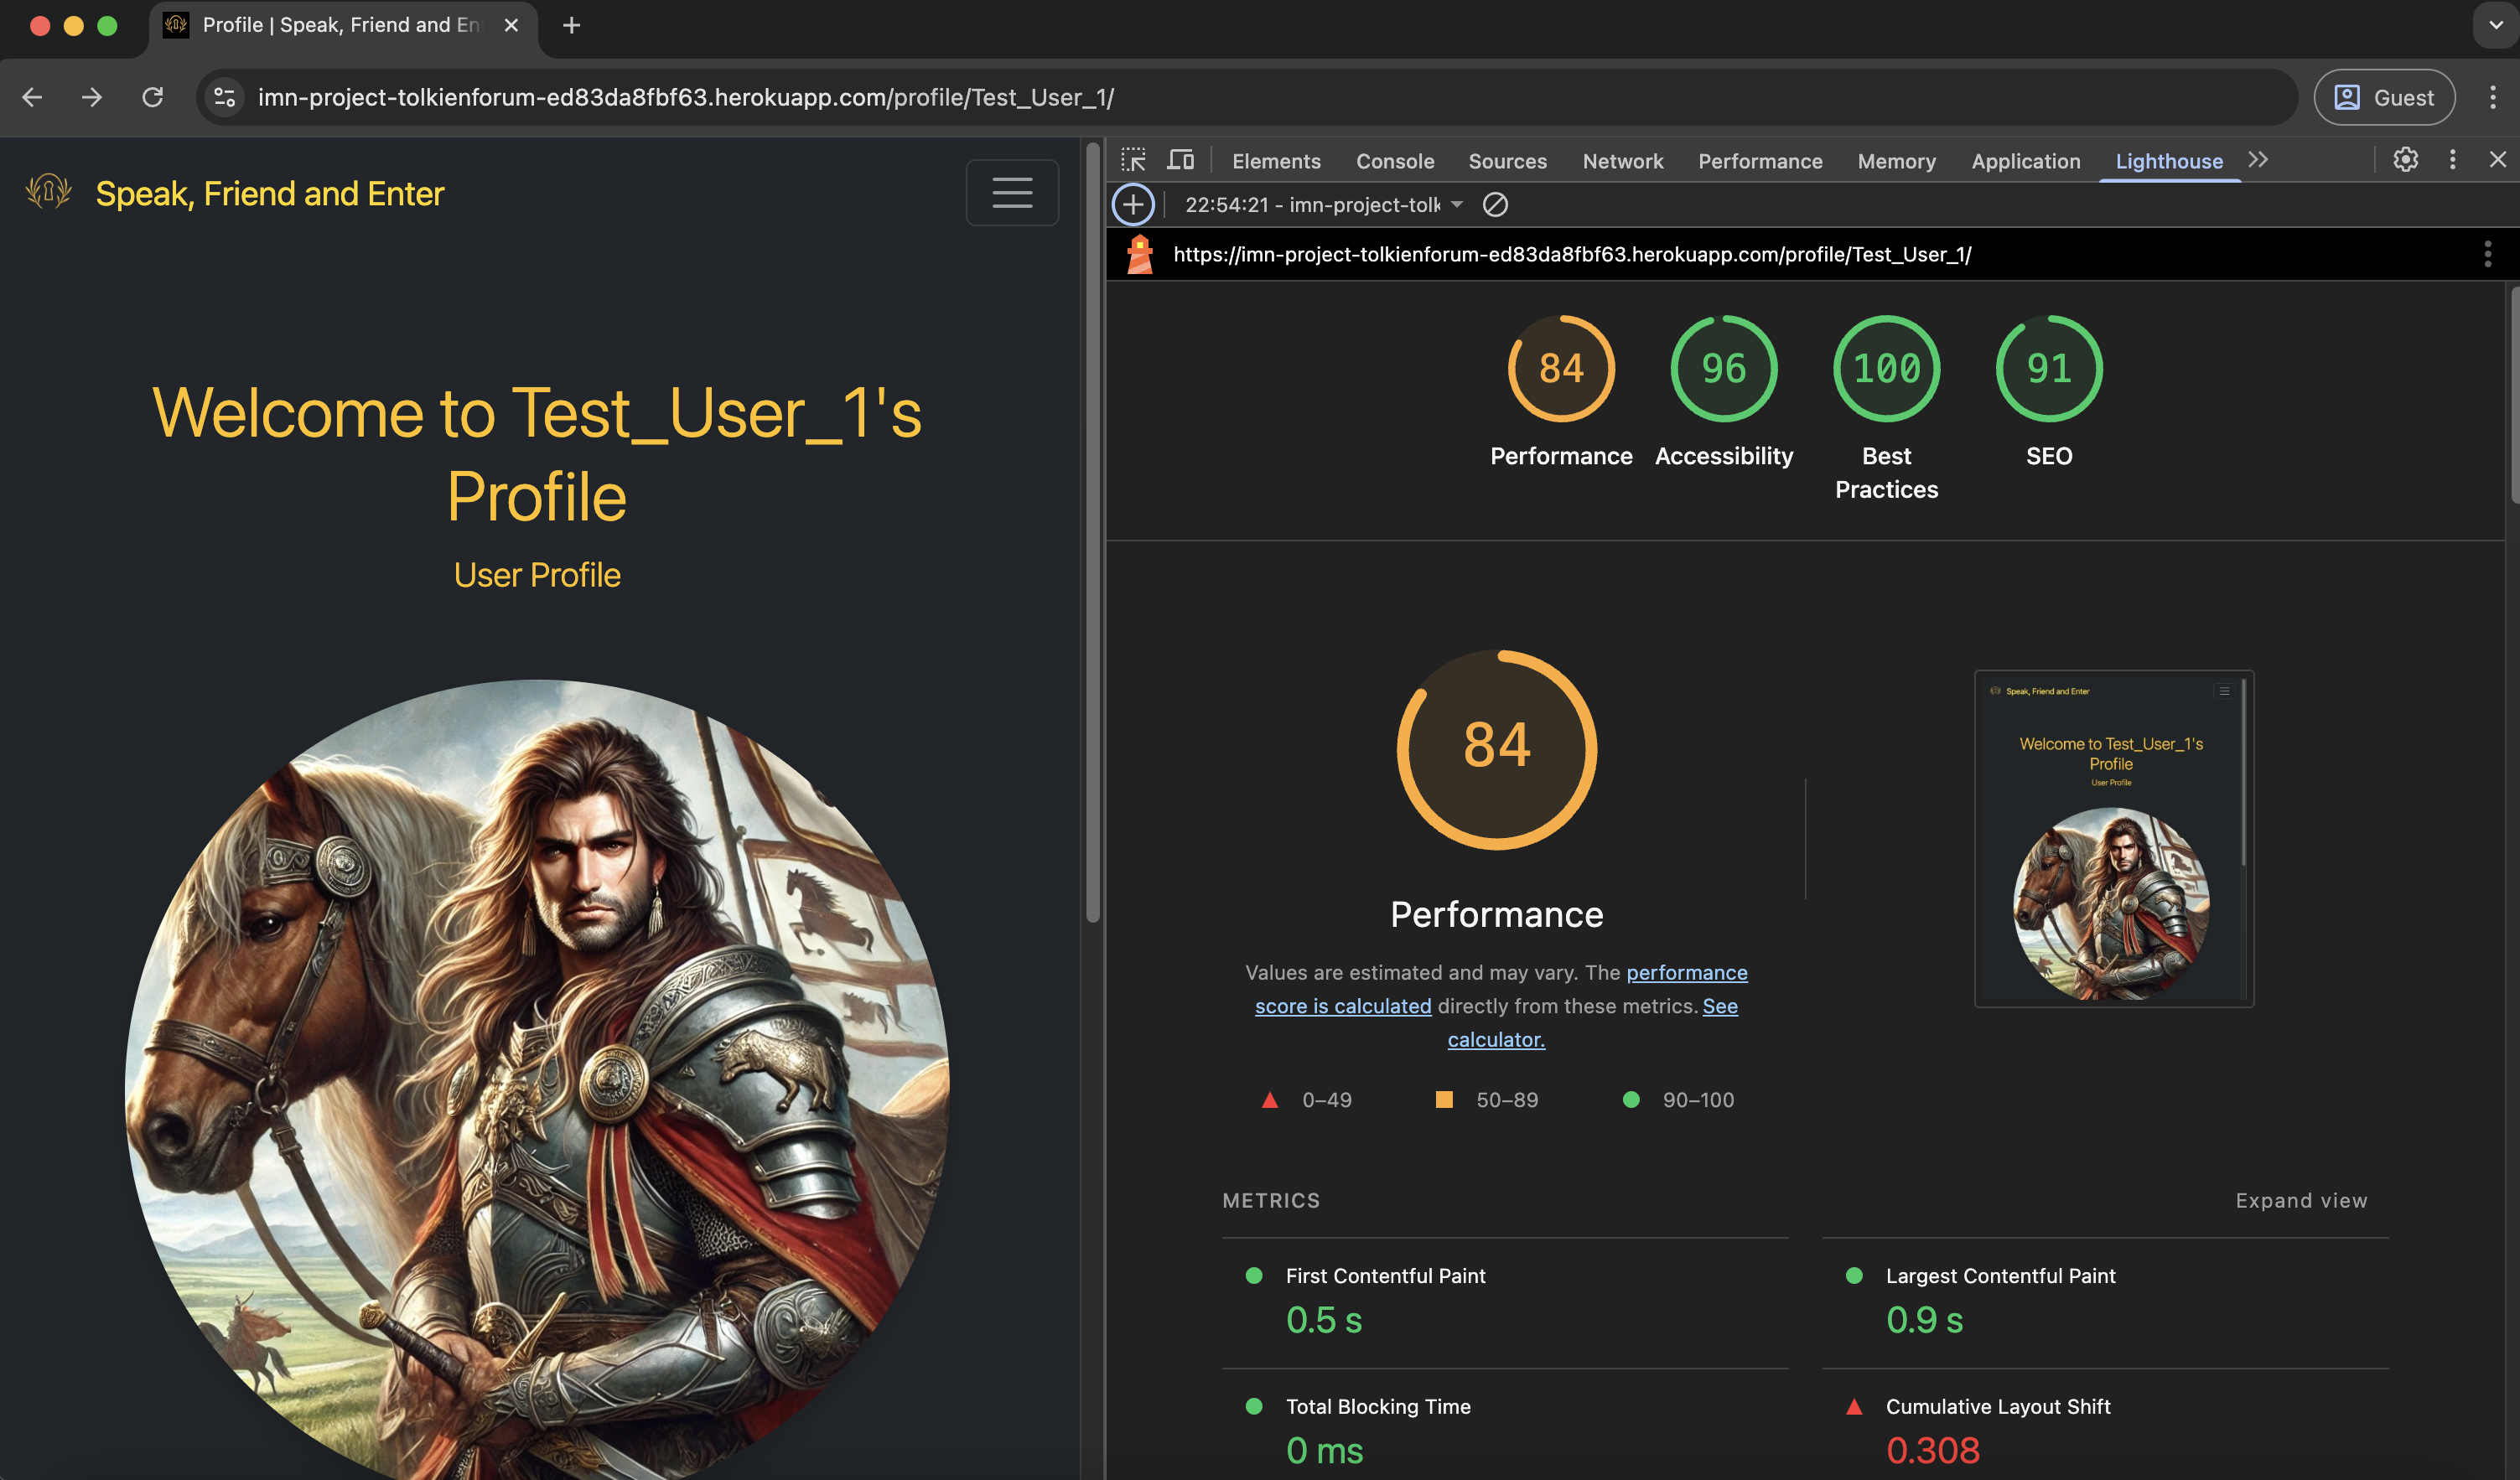 Profile | Speak, Friend and En
imn-project-tolkienforum-ed83da8fbf63.herokuapp.com/profile/Test_User_1/
Guest
Speak, Friend and Enter
Welcome to Test_User_1's
Profile
User Profile
Elements Console Sources Network Performance Memory Application Lighthouse
22:54:21 - imn-project-tolk
https://imn-project-tolkienforum-ed83da8fbf63.herokuapp.com/profile/Test_User_1/
84 96 100 91
Performance Accessibility Best Practices SEO
84
Performance
Values are estimated and may vary. The performance
score is calculated directly from these metrics. See
calculator.
0–49 50–89 90–100
Speak, Friend and Enter
Welcome to Test_User_1's
Profile
User Profile
METRICS
Expand view
First Contentful Paint
0.5 s
Largest Contentful Paint
0.9 s
Total Blocking Time
0 ms
Cumulative Layout Shift
0.308